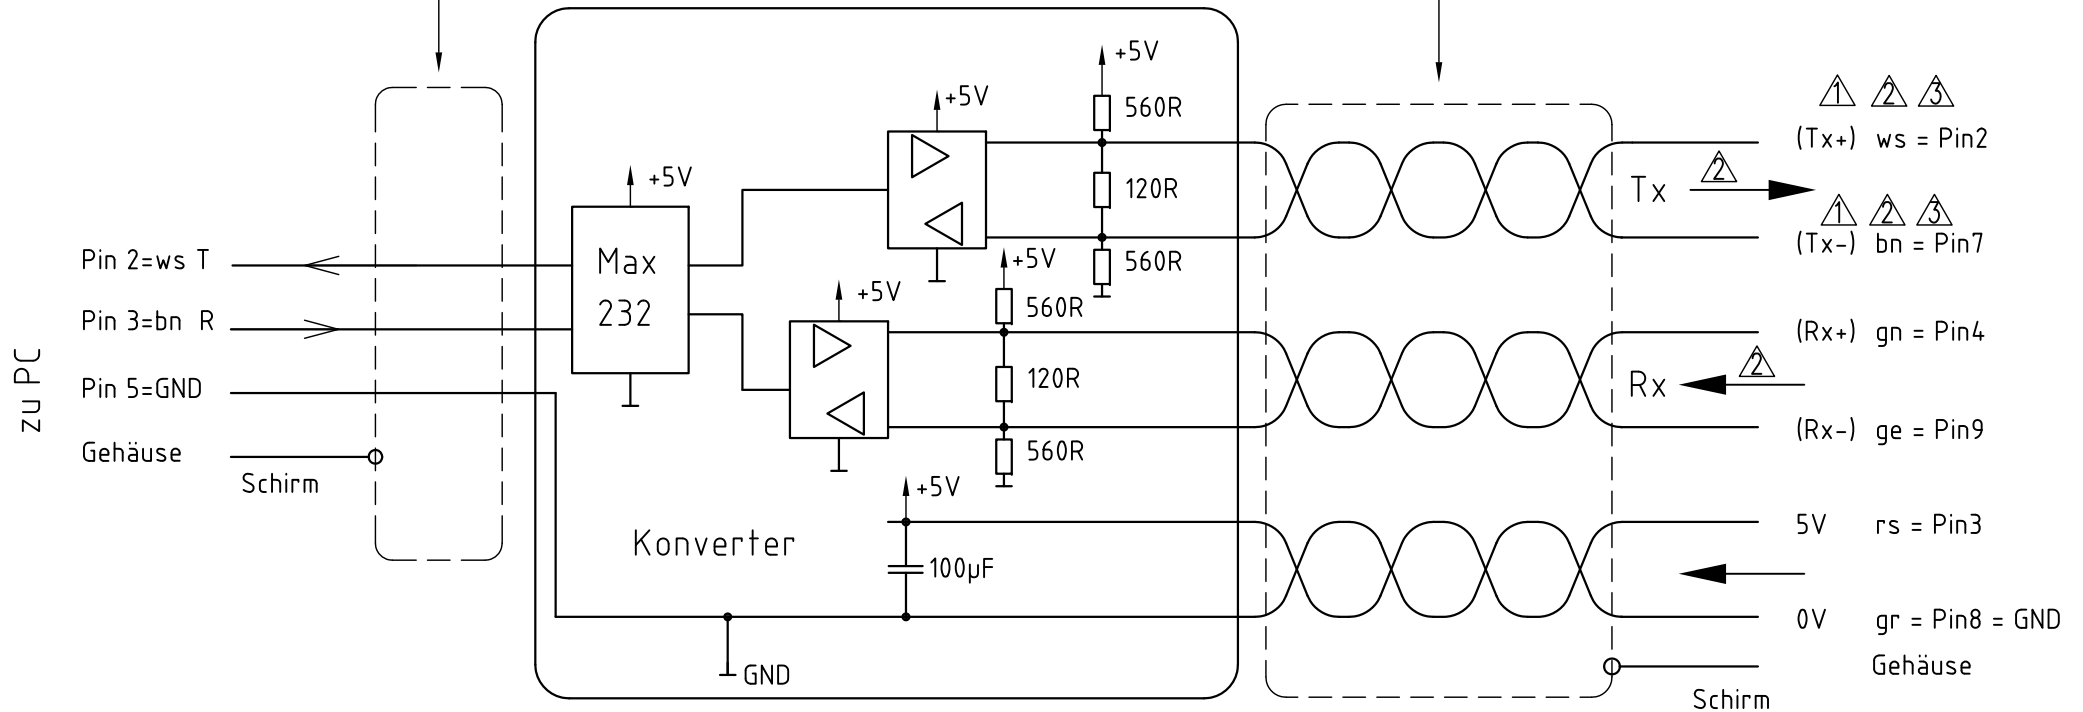 +5V
560R
+5V
1 2 3
(Tx+) ws = Pin2
+5V
120R
Tx 2
1 2 3
(Tx-) bn = Pin7
Pin 2=ws T
Max
232
+5V
560R
+5V
560R
Pin 3=bn R
(Rx+) gn = Pin4
zu PC
Pin 5=GND
120R
Rx 2
Gehäuse
Schirm
560R
(Rx-) ge = Pin9
+5V
Konverter
100µF
5V rs = Pin3
0V gr = Pin8 = GND
GND
Gehäuse
Schirm